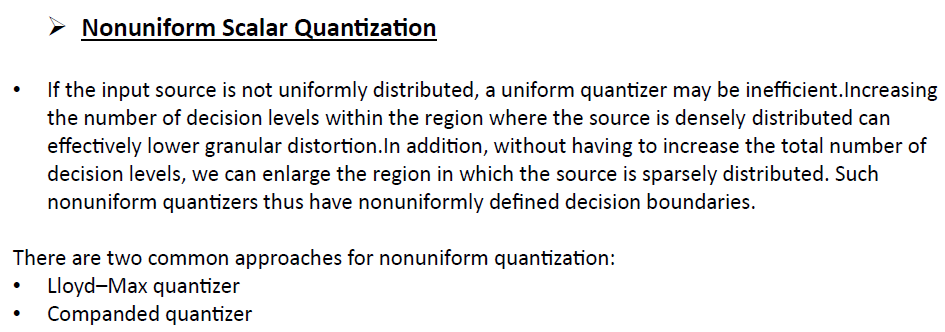 ➢ Nonuniform Scalar Quantization
• If the input source is not uniformly distributed, a uniform quantizer may be inefficient.Increasing
the number of decision levels within the region where the source is densely distributed can
effectively lower granular distortion.In addition, without having to increase the total number of
decision levels, we can enlarge the region in which the source is sparsely distributed. Such
nonuniform quantizers thus have nonuniformly defined decision boundaries.
There are two common approaches for nonuniform quantization:
• Lloyd–Max quantizer
• Companded quantizer